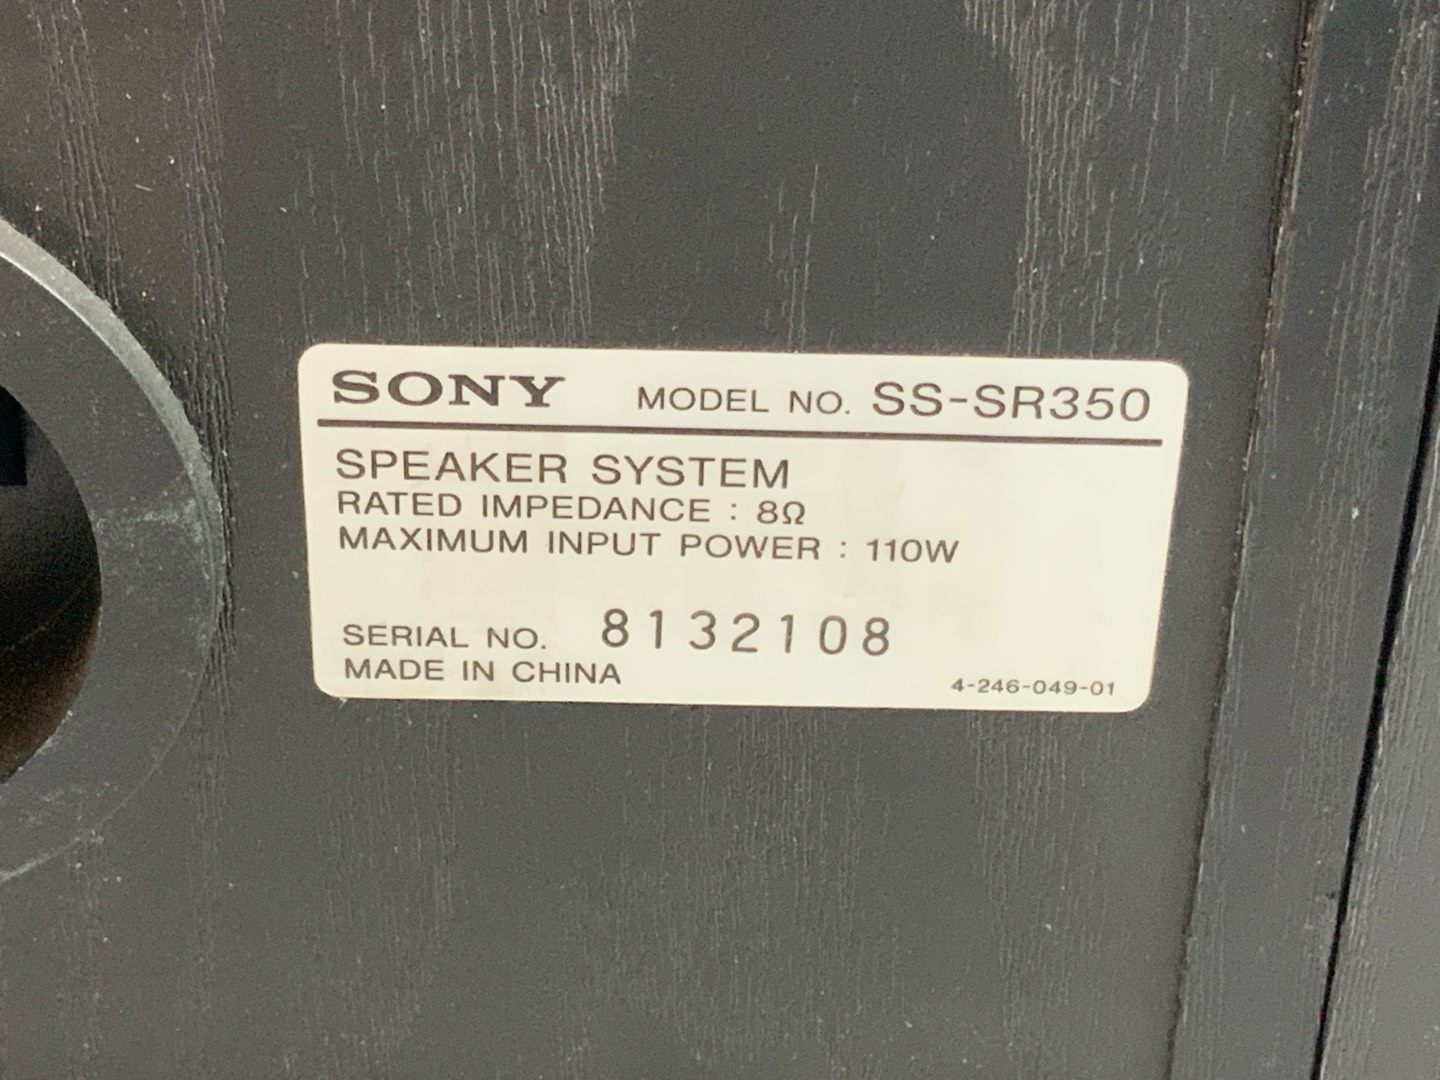 SONY MODEL NO. SS-SR350
SPEAKER SYSTEM
RATED IMPEDANCE : 8Ω
MAXIMUM INPUT POWER : 110W
SERIAL NO. 8132108
MADE IN CHINA 4-246-049-01